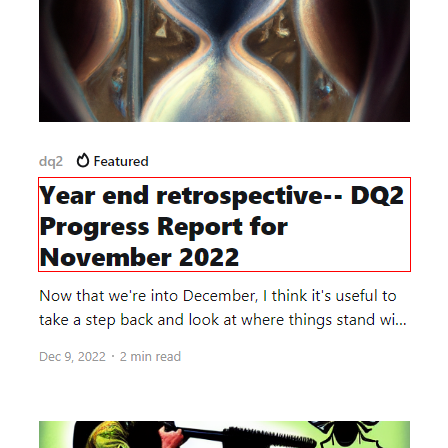 dq2 Featured
Year end retrospective-- DQ2
Progress Report for
November 2022
Now that we're into December, I think it's useful to
take a step back and look at where things stand wi...
Dec 9, 2022 · 2 min read